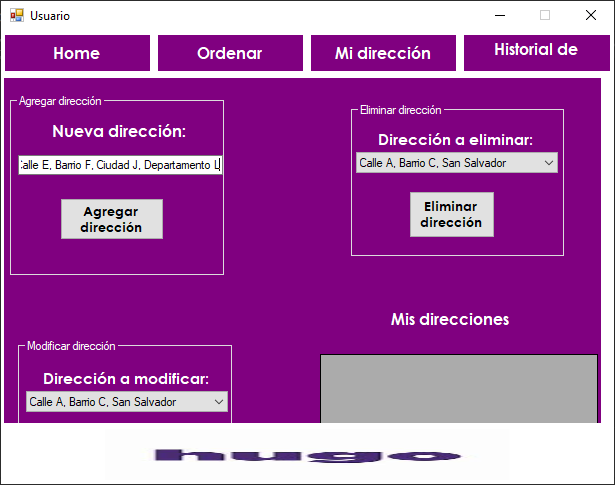 Usuario
Home
Ordenar
Mi dirección
Historial de
Agregar dirección
Nueva dirección:
Calle E, Barrio F, Ciudad J, Departamento L
Agregar
dirección
Eliminar dirección
Dirección a eliminar:
Calle A, Barrio C, San Salvador
Eliminar
dirección
Mis direcciones
Modificar dirección
Dirección a modificar:
Calle A, Barrio C, San Salvador
hugo